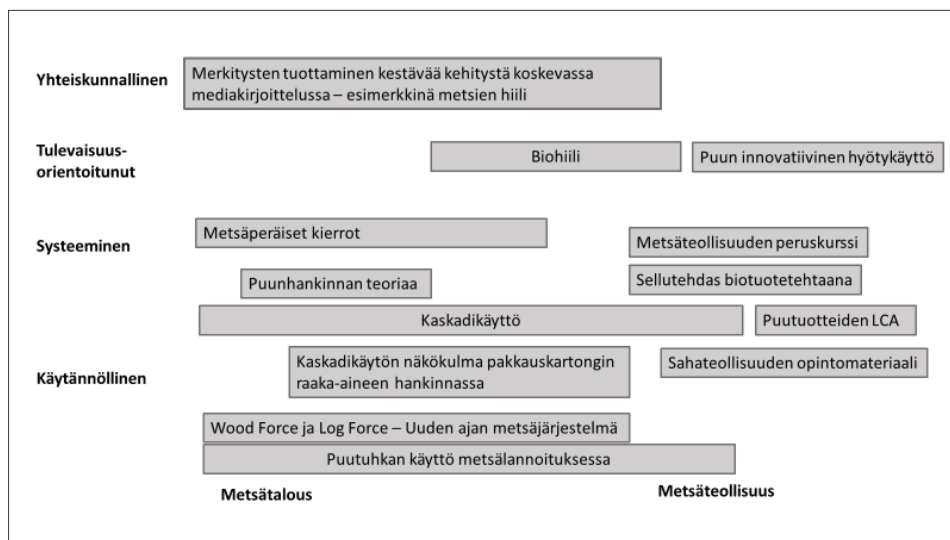 Yhteiskunnallinen
Merkitysten tuottaminen kestävää kehitystä koskevassa
mediakirjoittelussa – esimerkkinä metsien hiili
Tulevaisuus-
orientoitunut
Biohiili
Puun innovatiivinen hyötykäyttö
Systeeminen
Metsäperäiset kierrot
Metsäteollisuuden peruskurssi
Puunhankinnan teoriaa
Sellutehdas biotuotetehtaana
Kaskadikäyttö
Puutuotteiden LCA
Käytännöllinen
Kaskadikäytön näkökulma pakkauskartongin
raaka-aineen hankinnassa
Sahateollisuuden opintomateriaali
Wood Force ja Log Force – Uuden ajan metsäjärjestelmä
Puutuhkan käyttö metsälannoituksessa
Metsätalous
Metsäteollisuus